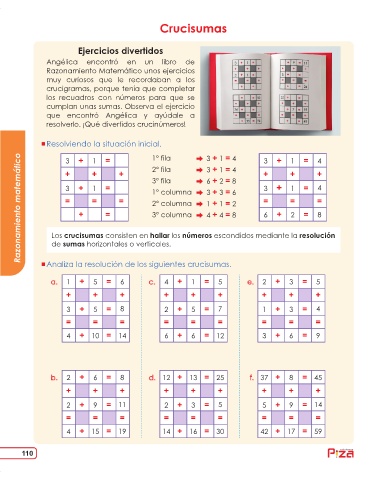 Crucisumas
Ejercicios divertidos
Angélica encontró en un libro de
Razonamiento Matemático unos ejercicios
muy curiosos que le recordaban a los
crucigramas, porque tenía que completar
los recuadros con números para que se
cumplan unas sumas. Observa el ejercicio
que encontró Angélica y ayúdale a
resolverlo. ¡Qué divertidos crucinúmeros!
Resolviendo la situación inicial.
3 + 1 =
+ + +
3 + 1 =
= = =
+ =
1° fila ➡ 3 + 1 = 4
2° fila ➡ 3 + 1 = 4
3° fila ➡ 6 + 2 = 8
1° columna ➡ 3 + 3 = 6
2° columna ➡ 1 + 1 = 2
3° columna ➡ 4 + 4 = 8
3 + 1 = 4
+ + +
3 + 1 = 4
= = =
6 + 2 = 8
Los crucisumas consisten en hallar los números escondidos mediante la resolución
de sumas horizontales o verticales.
Analiza la resolución de los siguientes crucisumas.
a. 1 + 5 = 6
+ + +
3 + 5 = 8
= = =
4 + 10 = 14
c. 4 + 1 = 5
+ + +
2 + 5 = 7
= = =
6 + 6 = 12
e. 2 + 3 = 5
+ + +
1 + 3 = 4
= = =
3 + 6 = 9
b. 2 + 6 = 8
+ + +
2 + 9 = 11
= = =
4 + 15 = 19
d. 12 + 13 = 25
+ + +
2 + 3 = 5
= = =
14 + 16 = 30
f. 37 + 8 = 45
+ + +
5 + 9 = 14
= = =
42 + 17 = 59
Razonamiento matemático
110